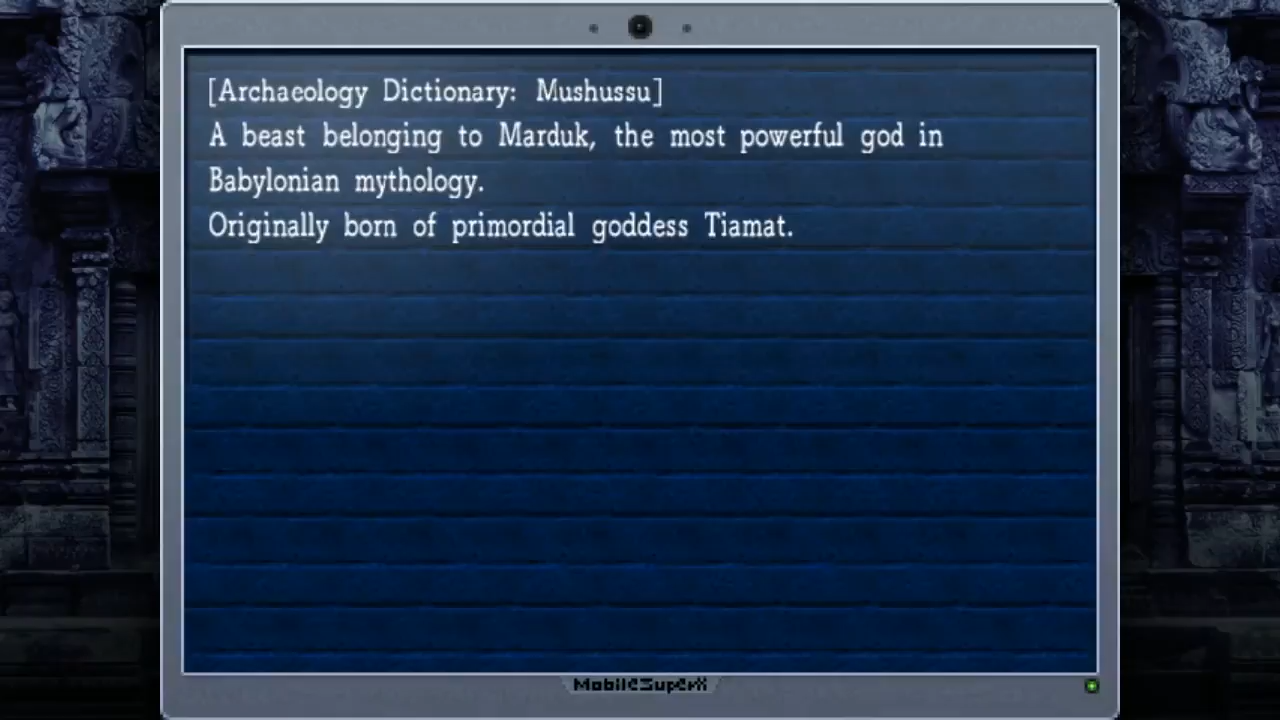 [Archaeology Dictionary: Mushussu]
A beast belonging to Marduk, the most powerful god in
Babylonian mythology.
Originally born of primordial goddess Tiamat.
MobileSuperX